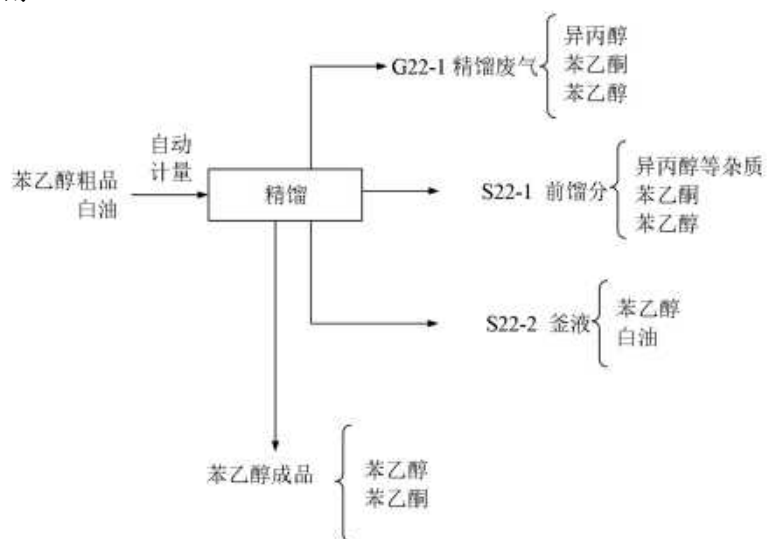 G22-1 精馏废气
异丙醇
苯乙酮
苯乙醇
自动
计量
苯乙醇粗品
白油
精馏
S22-1 前馏分
异丙醇等杂质
苯乙酮
苯乙醇
S22-2 釜液
苯乙醇
白油
苯乙醇成品
苯乙醇
苯乙酮